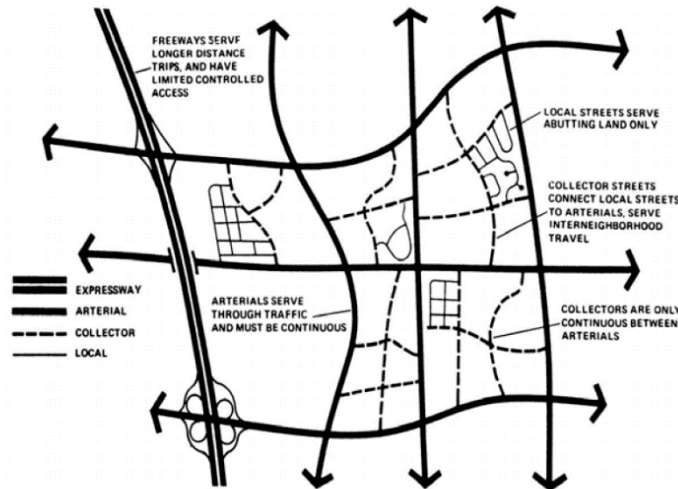 FREEWAYS SERVE
LONGER DISTANCE
TRIPS, AND HAVE
LIMITED CONTROLLED
ACCESS
LOCAL STREETS SERVE
ABUTTING LAND ONLY
COLLECTOR STREETS
CONNECT LOCAL STREETS
TO ARTERIALS, SERVE
INTERNEIGHBORHOOD
TRAVEL
EXPRESSWAY
ARTERIAL
COLLECTOR
LOCAL
ARTERIALS SERVE
THROUGH TRAFFIC
AND MUST BE CONTINUOUS
COLLECTORS ARE ONLY
CONTINUOUS BETWEEN
ARTERIALS